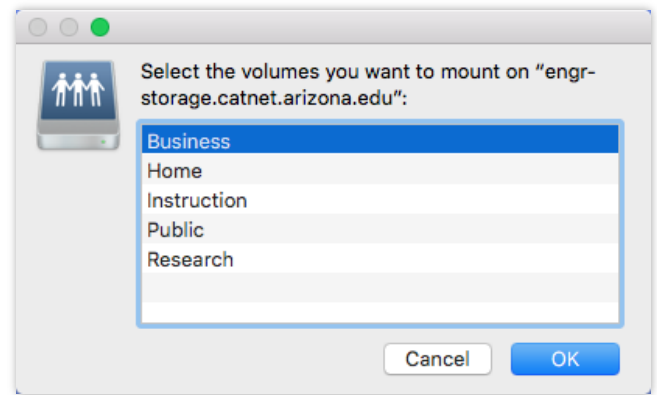 Select the volumes you want to mount on “engr-
storage.catnet.arizona.edu”:
Business
Home
Instruction
Public
Research
Cancel
OK